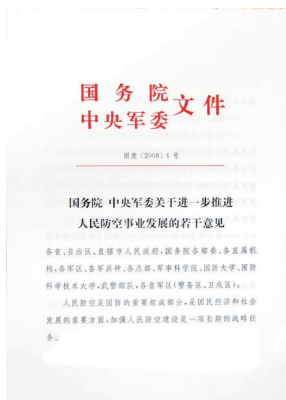 国务院
中央军委
文件
国发〔2008〕4号
国务院 中央军委关于进一步推进
人民防空事业发展的若干意见
各省、自治区、直辖市人民政府,国务院各部委、各直属机
构,各军区、各军兵种、各总部、军事科学院、国防大学、国防
科学技术大学,武警部队,各省军区(警备区、卫戍区):
人民防空是国防的重要组成部分,是国民经济和社会
发展的重要方面,加强人民防空建设是一项长期的战略任
务。